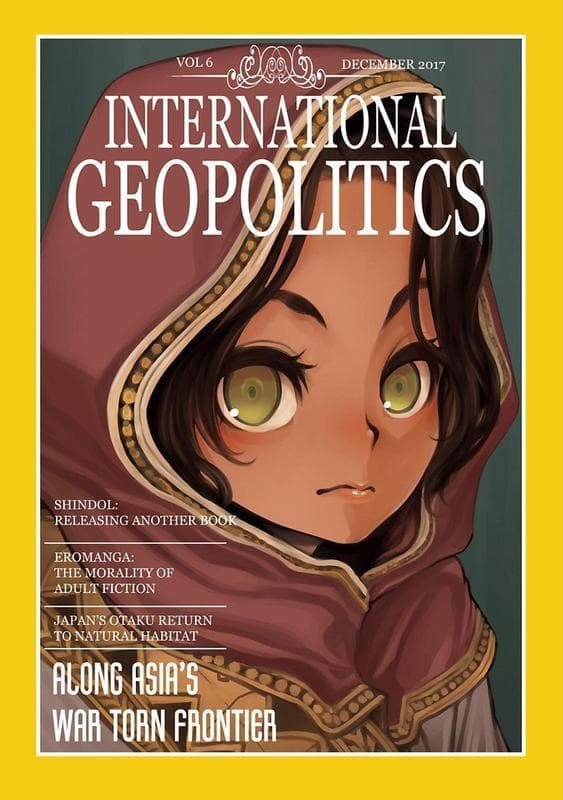 VOL 6
DECEMBER 2017
INTERNATIONAL
GEOPOLITICS
SHINDOL:
RELEASING ANOTHER BOOK
EROMANGA:
THE MORALITY OF
ADULT FICTION
JAPAN'S OTAKU RETURN
TO NATURAL HABITAT
ALONG ASIA'S
WAR TORN FRONTIER